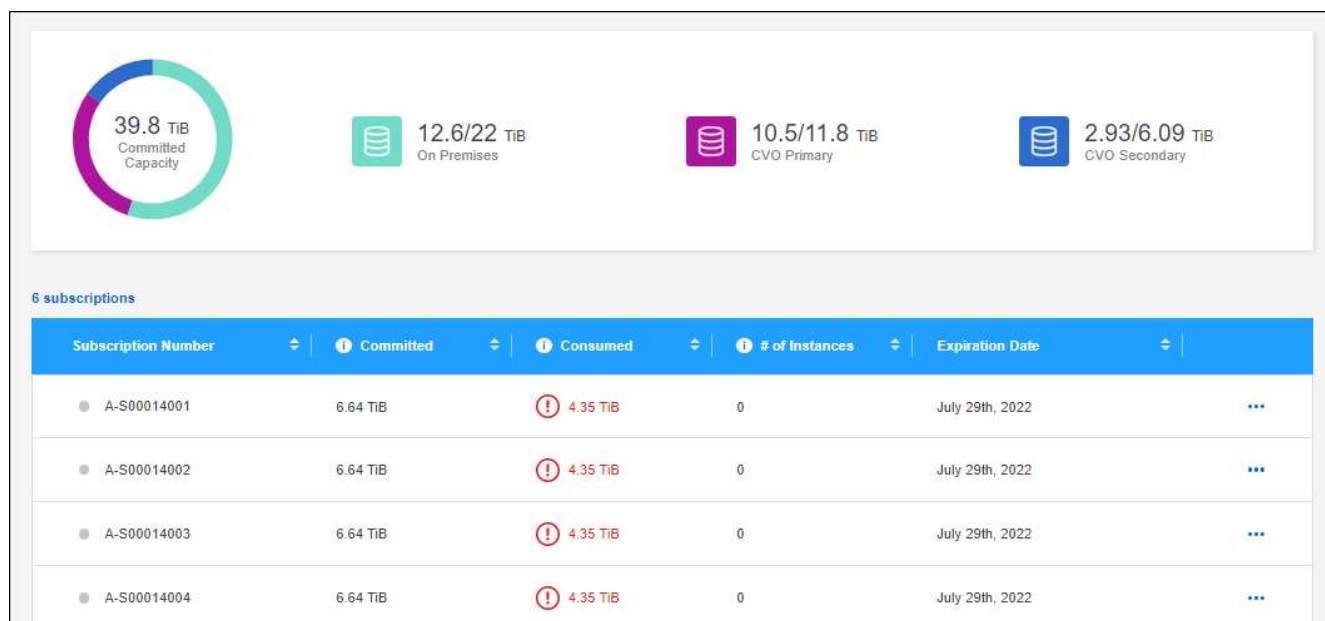 39.8 TiB
Committed
Capacity
12.6/22 TiB
On Premises
10.5/11.8 TiB
CVO Primary
2.93/6.09 TiB
CVO Secondary
6 subscriptions
Subscription Number Committed Consumed # of Instances Expiration Date
A-S00014001 6.64 TiB 4.35 TiB 0 July 29th, 2022
A-S00014002 6.64 TiB 4.35 TiB 0 July 29th, 2022
A-S00014003 6.64 TiB 4.35 TiB 0 July 29th, 2022
A-S00014004 6.64 TiB 4.35 TiB 0 July 29th, 2022